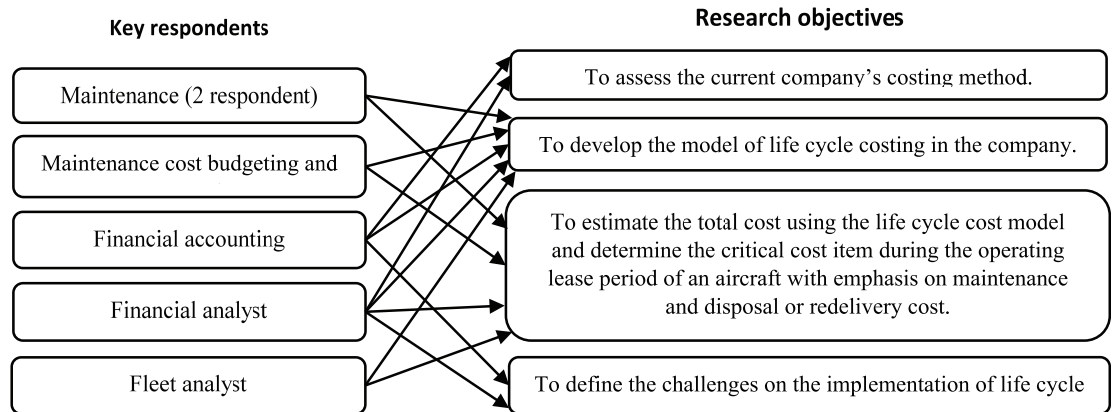 Key respondents
Maintenance (2 respondent)
Maintenance cost budgeting and
Financial accounting
Financial analyst
Fleet analyst
Research objectives
To assess the current company’s costing method.
To develop the model of life cycle costing in the company.
To estimate the total cost using the life cycle cost model
and determine the critical cost item during the operating
lease period of an aircraft with emphasis on maintenance
and disposal or redelivery cost.
To define the challenges on the implementation of life cycle